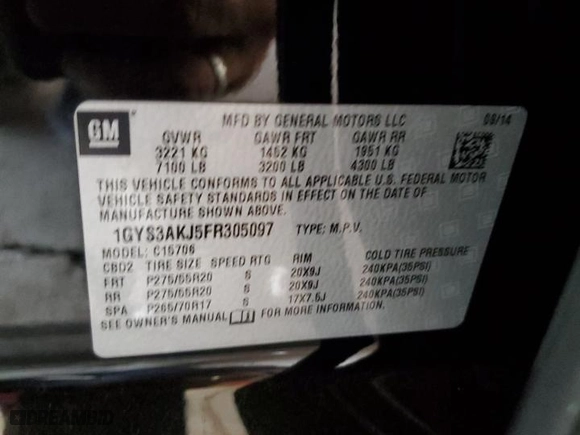 GM
MFD BY GENERAL MOTORS LLC 08/14
GVWR GAWR FRT GAWR RR
3221 KG 1452 KG 1951 KG
7100 LB 3200 LB 4300 LB
THIS VEHICLE CONFORMS TO ALL APPLICABLE U.S. FEDERAL MOTOR
VEHICLE SAFETY STANDARDS IN EFFECT ON THE DATE OF
MANUFACTURE SHOWN ABOVE.
1GYS3AKJ5FR305097 TYPE: M.P.V.
MODEL: C15706
CBD2 TIRE SIZE SPEED RTG RIM COLD TIRE PRESSURE
FRT P275/55R20 S 20X9J 240KPA(35PSI)
RR P275/55R20 S 20X9J 240KPA(35PSI)
SPA P265/70R17 S 17X7.5J 240KPA(35PSI)
SEE OWNER'S MANUAL FOR MORE INFORMATION.